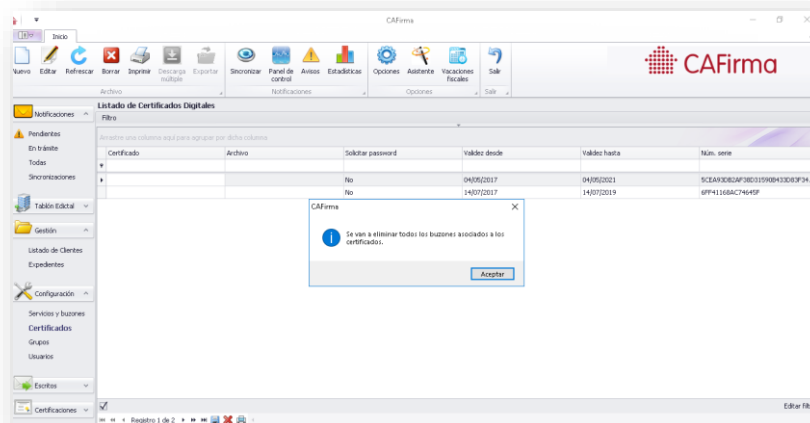 CAFirma
Inicio
Nuevo Editar Refrescar Borrar Imprimir Descarga múltiple Exportar Sincronizar Panel de control Avisos Estadísticas Opciones Asistente Vacaciones fiscales Salir
Archivo Notificaciones Opciones Salir
CAFirma
Notificaciones
Pendientes
En trámite
Todas
Sincronizaciones
Tablón Edictal
Gestión
Listado de Clientes
Expedientes
Configuración
Servicios y buzones
Certificados
Grupos
Usuarios
Escritos
Certificaciones
Listado de Certificados Digitales
Filtro
Arrastre una columna aquí para agrupar por dicha columna
Certificado Archivo Solicitar password Validez desde Validez hasta Núm. serie
No 04/05/2017 04/05/2021
No 14/07/2017 14/07/2019 6FF41168AC74645F
CAFirma
Se van a eliminar todos los buzones asociados a los
certificados.
Aceptar
Editar
Registro 1 de 2